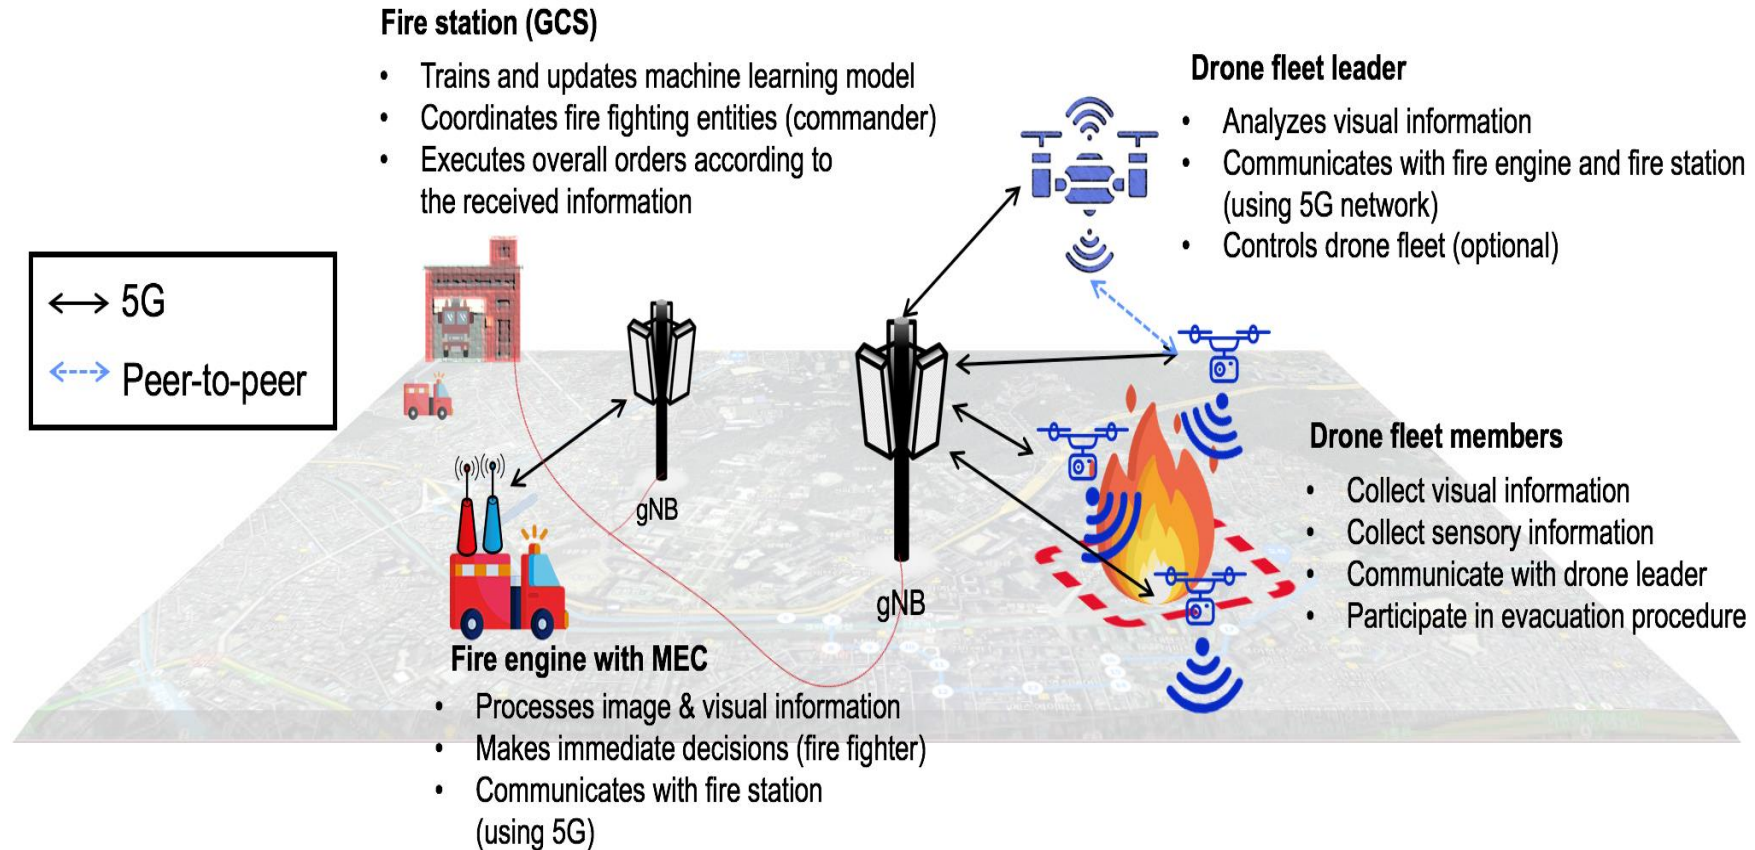 Fire station (GCS)
• Trains and updates machine learning model
• Coordinates fire fighting entities (commander)
• Executes overall orders according to
the received information
Drone fleet leader
• Analyzes visual information
• Communicates with fire engine and fire station
(using 5G network)
• Controls drone fleet (optional)
5G
Peer-to-peer
gNB
gNB
Drone fleet members
• Collect visual information
• Collect sensory information
• Communicate with drone leader
• Participate in evacuation procedure
Fire engine with MEC
• Processes image & visual information
• Makes immediate decisions (fire fighter)
• Communicates with fire station
(using 5G)